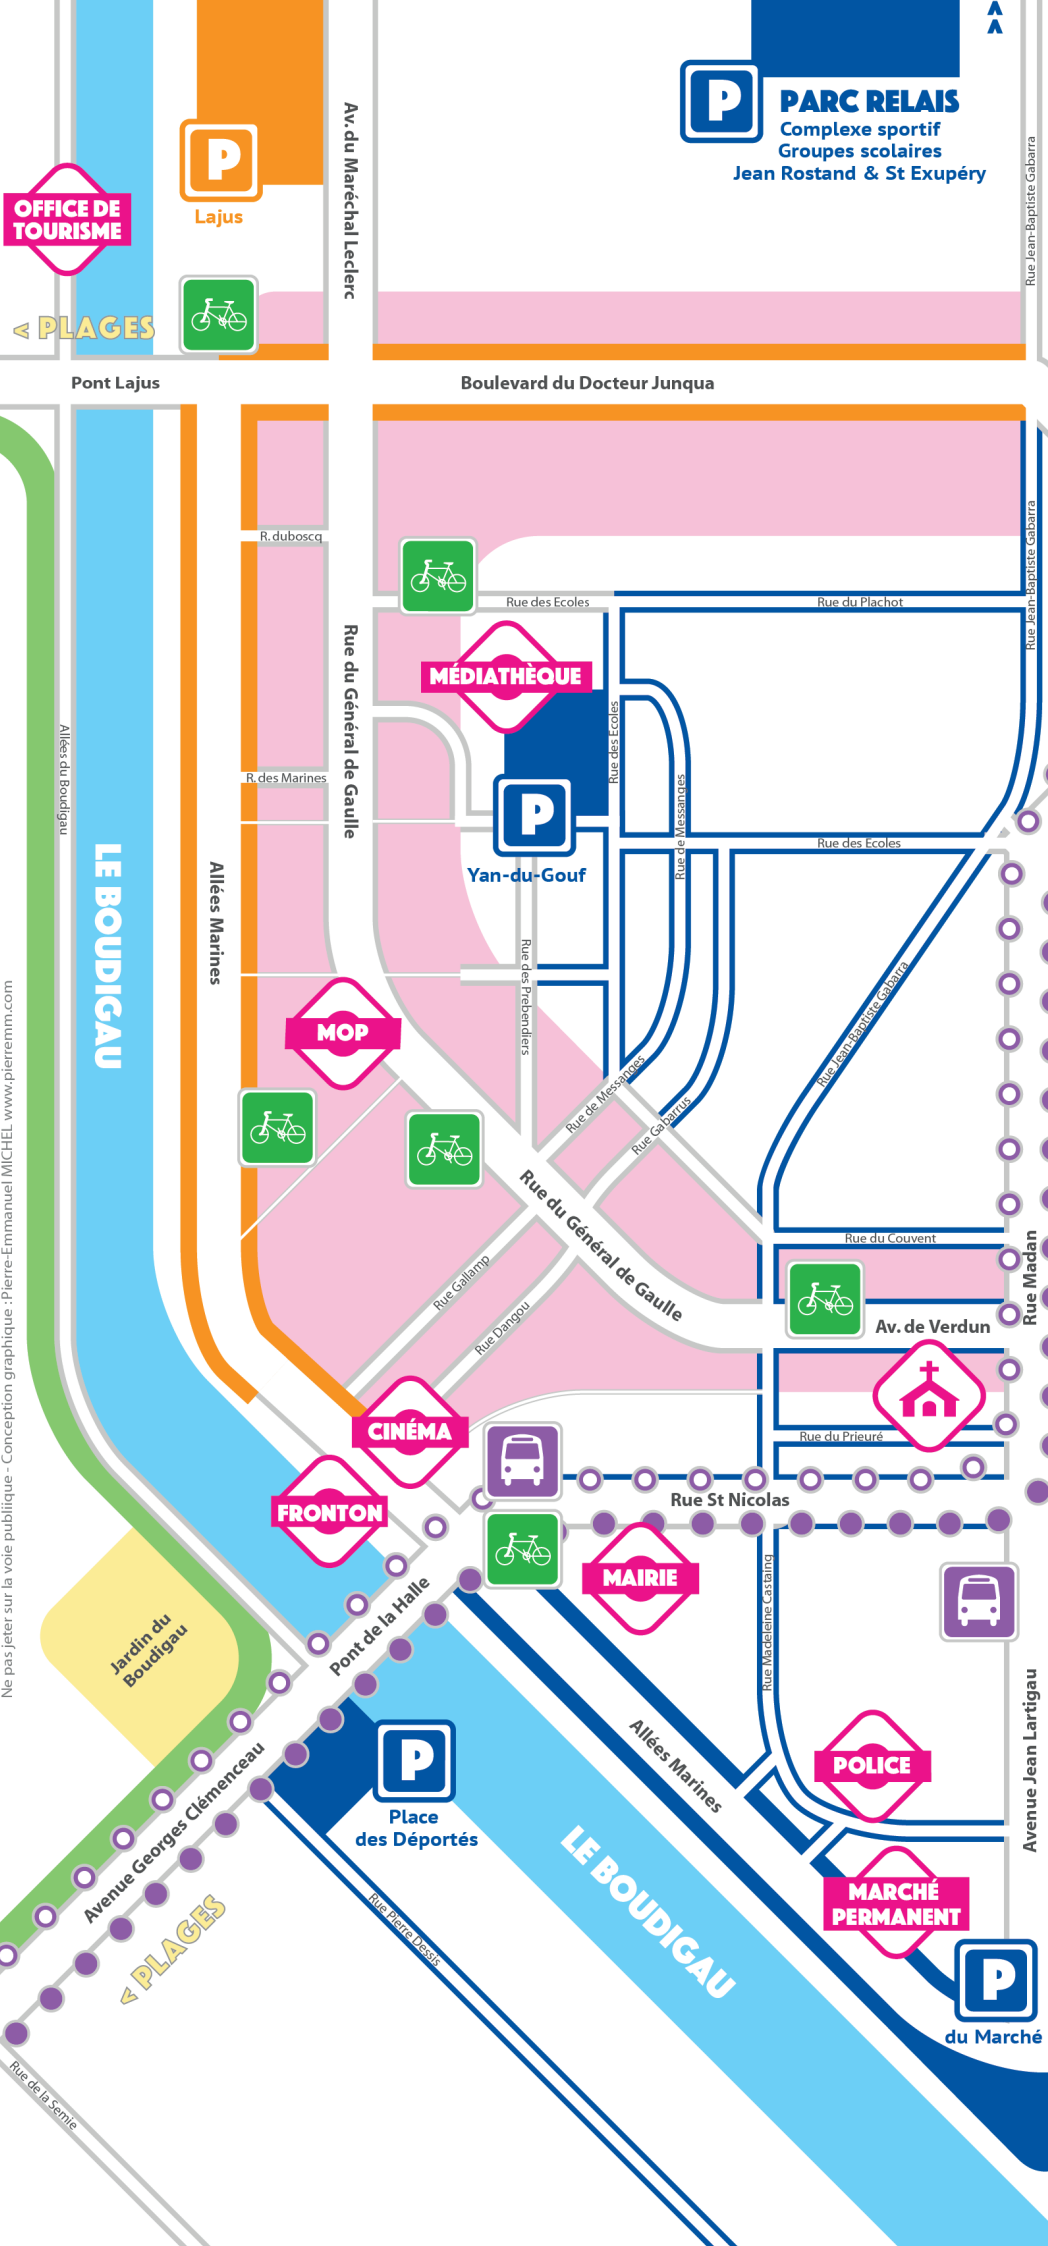 P
PARC RELAIS
Complexe sportif
Groupes scolaires
Jean Rostand & St Exupéry
P
Lajus
Av. du Maréchal Leclerc
Rue Jean-Baptiste Gabarra
OFFICE DE
TOURISME
< PLAGES
Pont Lajus
Boulevard du Docteur Junqua
R. duboscq
Rue des Ecoles
Rue du Plachot
Rue Jean-Baptiste Gabarra
MÉDIATHÈQUE
Rue du Général de Gaulle
Rue des Ecoles
Allées du Boudigau
R. des Marines
Rue de Messanges
P
Yan-du-Gouf
Rue des Ecoles
LE BOUDIGAU
Allées Marines
Rue des Prebendiers
Rue Jean-Baptiste Gabarra
MOP
Rue de Messanges
Rue Gabarrus
Rue du Général de Gaulle
Rue du Couvent
Rue Madan
Rue Gallamp
Rue Dangou
Av. de Verdun
CINÉMA
Rue du Prieuré
Rue St Nicolas
FRONTON
MAIRIE
Pont de la Halle
Rue Madeleine Castaing
Jardin du
Boudigau
Avenue Jean Lartigau
Allées Marines
POLICE
P
Place
des Déportés
Avenue Georges Clémenceau
LE BOUDIGAU
MARCHÉ
PERMANENT
< PLAGES
Rue Pierre Dessis
P
du Marché
Rue de la Semie
Ne pas jeter sur la voie publiique - Conception graphique : Pierre-Emmanuel MICHEL www.pierremm.com